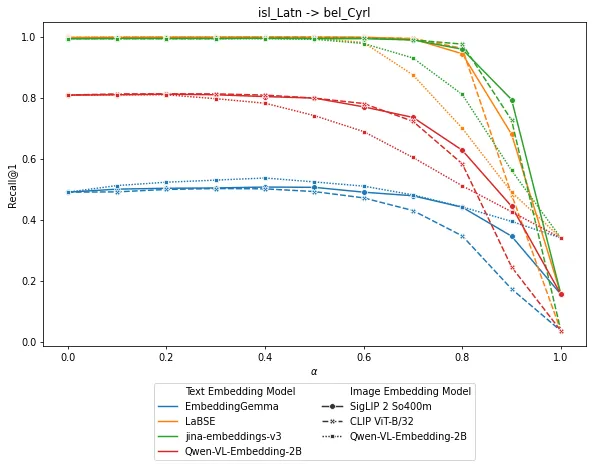 isl_Latn -> bel_Cyrl
Recall@1
1.0
0.8
0.6
0.4
0.2
0.0
0.0 0.2 0.4 0.6 0.8 1.0
α
Text Embedding Model
EmbeddingGemma
LaBSE
jina-embeddings-v3
Qwen-VL-Embedding-2B
Image Embedding Model
SigLIP 2 So400m
CLIP ViT-B/32
Qwen-VL-Embedding-2B